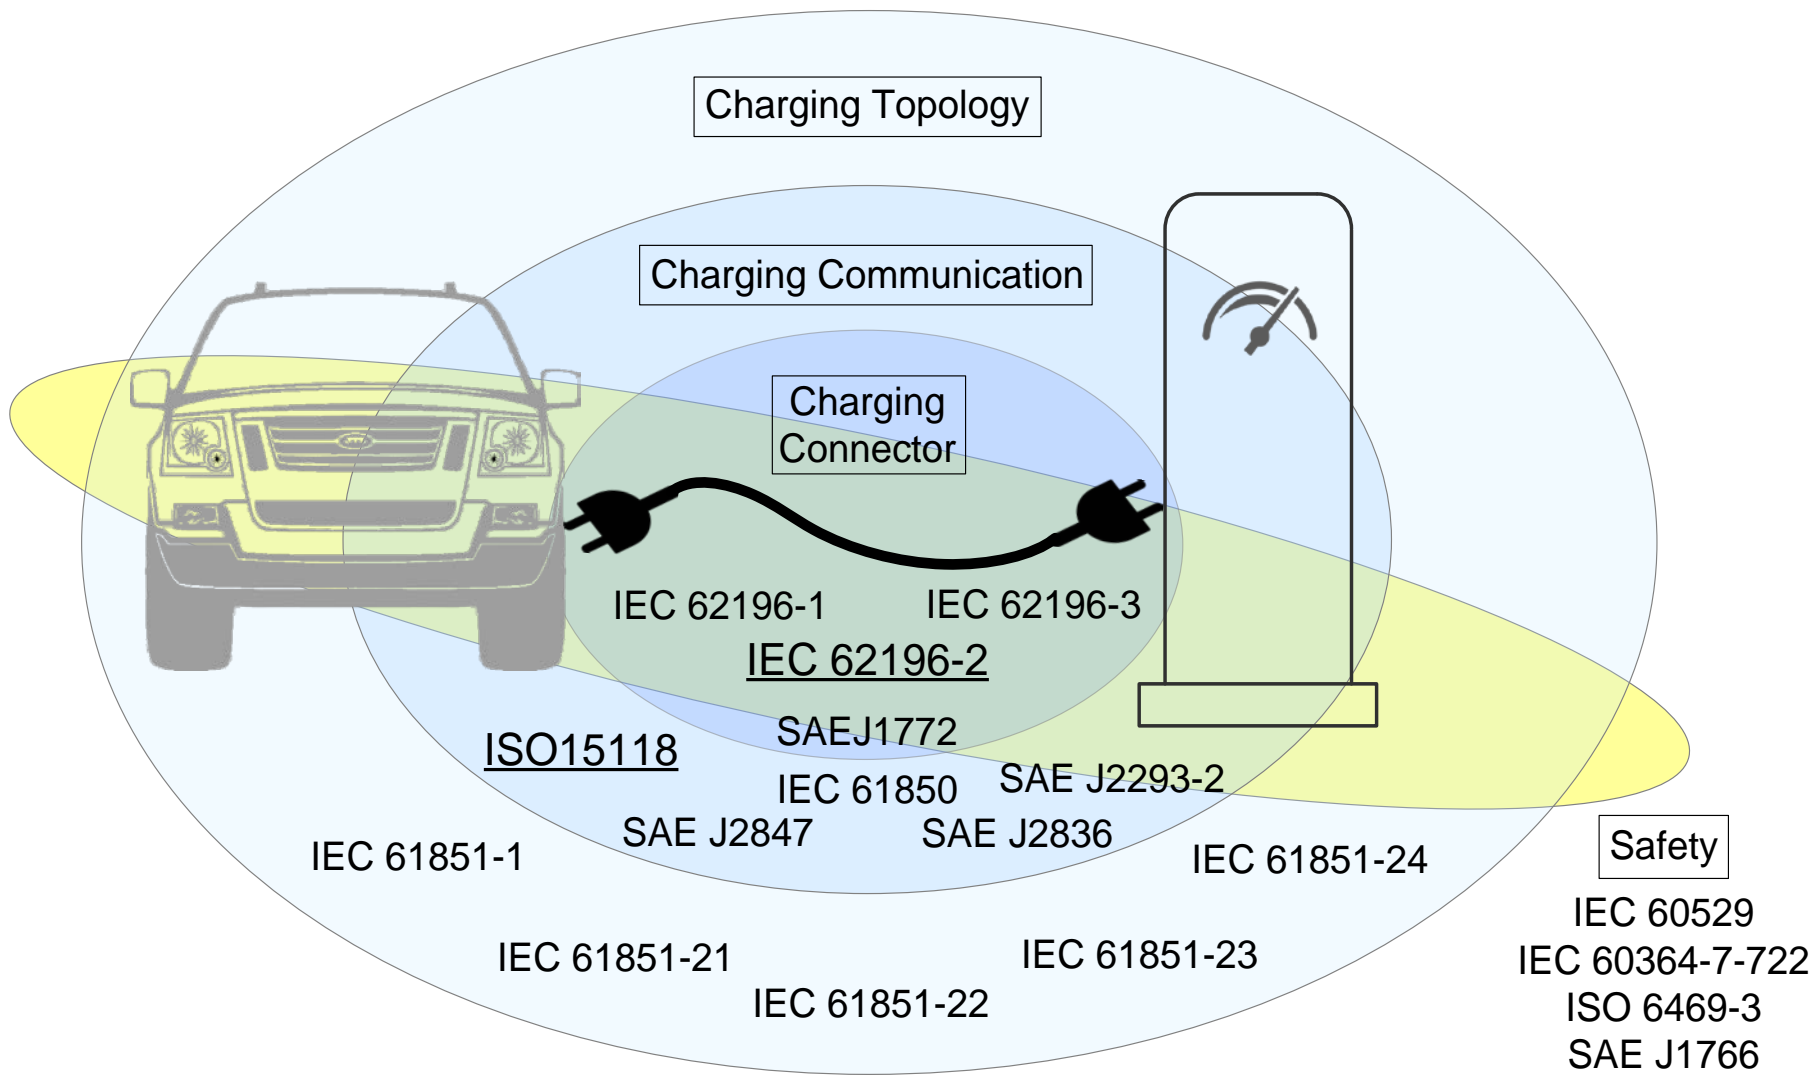 Charging Topology
Charging Communication
Charging
Connector
IEC 62196-1
IEC 62196-3
IEC 62196-2
SAEJ1772
ISO15118
IEC 61850
SAE J2293-2
SAE J2847
SAE J2836
IEC 61851-1
IEC 61851-24
IEC 61851-21
IEC 61851-23
IEC 61851-22
Safety
IEC 60529
IEC 60364-7-722
ISO 6469-3
SAE J1766